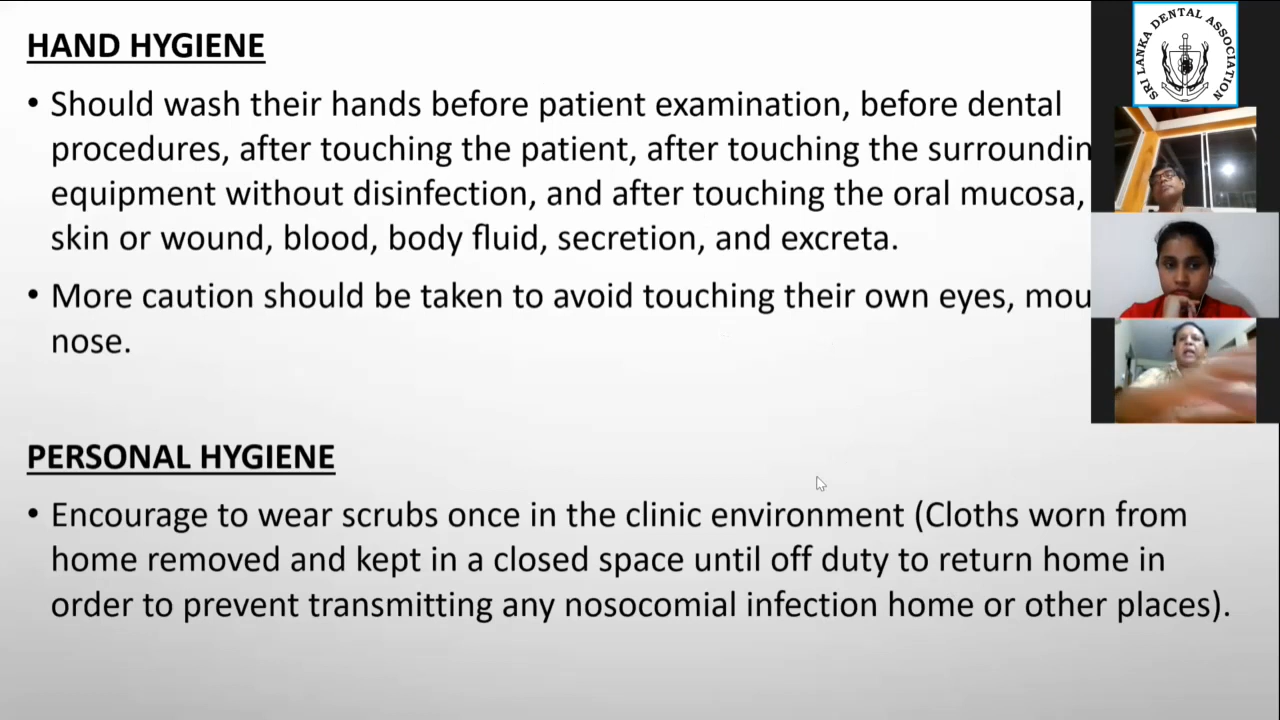 HAND HYGIENE
• Should wash their hands before patient examination, before dental
procedures, after touching the patient, after touching the
equipment without disinfection, and after touching the oral mucosa,
skin or wound, blood, body fluid, secretion, and excreta.
• More caution should be taken to avoid touching their own eyes,
nose.
PERSONAL HYGIENE
• Encourage to wear scrubs once in the clinic environment (Cloths worn from
home removed and kept in a closed space until off duty to return home in
order to prevent transmitting any nosocomial infection home or other places).
SRI LANKA DENTAL ASSOCIATION